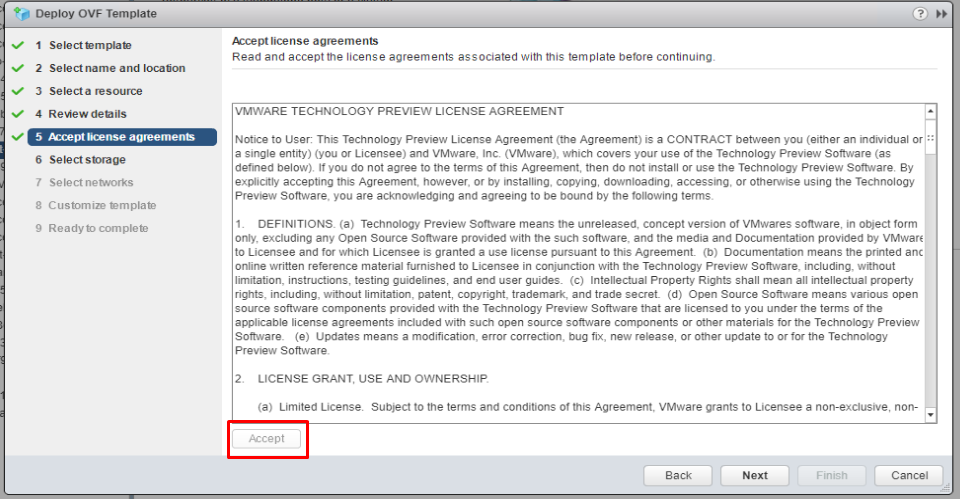 Deploy OVF Template
1 Select template
2 Select name and location
3 Select a resource
4 Review details
5 Accept license agreements
6 Select storage
7 Select networks
8 Customize template
9 Ready to complete
Accept license agreements
Read and accept the license agreements associated with this template before continuing.
VMWARE TECHNOLOGY PREVIEW LICENSE AGREEMENT
Notice to User: This Technology Preview License Agreement (the Agreement) is a CONTRACT between you (either an individual or
a single entity) (you or Licensee) and VMware, Inc. (VMware), which covers your use of the Technology Preview Software (as
defined below). If you do not agree to the terms of this Agreement, then do not install or use the Technology Preview Software. By
explicitly accepting this Agreement, however, or by installing, copying, downloading, accessing, or otherwise using the Technology
Preview Software, you are acknowledging and agreeing to be bound by the following terms.
1. DEFINITIONS. (a) Technology Preview Software means the unreleased, concept version of VMwares software, in object form
only, excluding any Open Source Software provided with the such software, and the media and Documentation provided by VMware
to Licensee and for which Licensee is granted a use license pursuant to this Agreement. (b) Documentation means the printed and
online written reference material furnished to Licensee in conjunction with the Technology Preview Software, including, without
limitation, instructions, testing guidelines, and end user guides. (c) Intellectual Property Rights shall mean all intellectual property
rights, including, without limitation, patent, copyright, trademark, and trade secret. (d) Open Source Software means various open
source software components provided with the Technology Preview Software that are licensed to you under the terms of the
applicable license agreements included with such open source software components or other materials for the Technology Preview
Software. (e) Updates means a modification, error correction, bug fix, new release, or other update to or for the Technology
Preview Software.
2. LICENSE GRANT, USE AND OWNERSHIP.
(a) Limited License. Subject to the terms and conditions of this Agreement, VMware grants to Licensee a non-exclusive, non-
Accept
Back
Next
Finish
Cancel